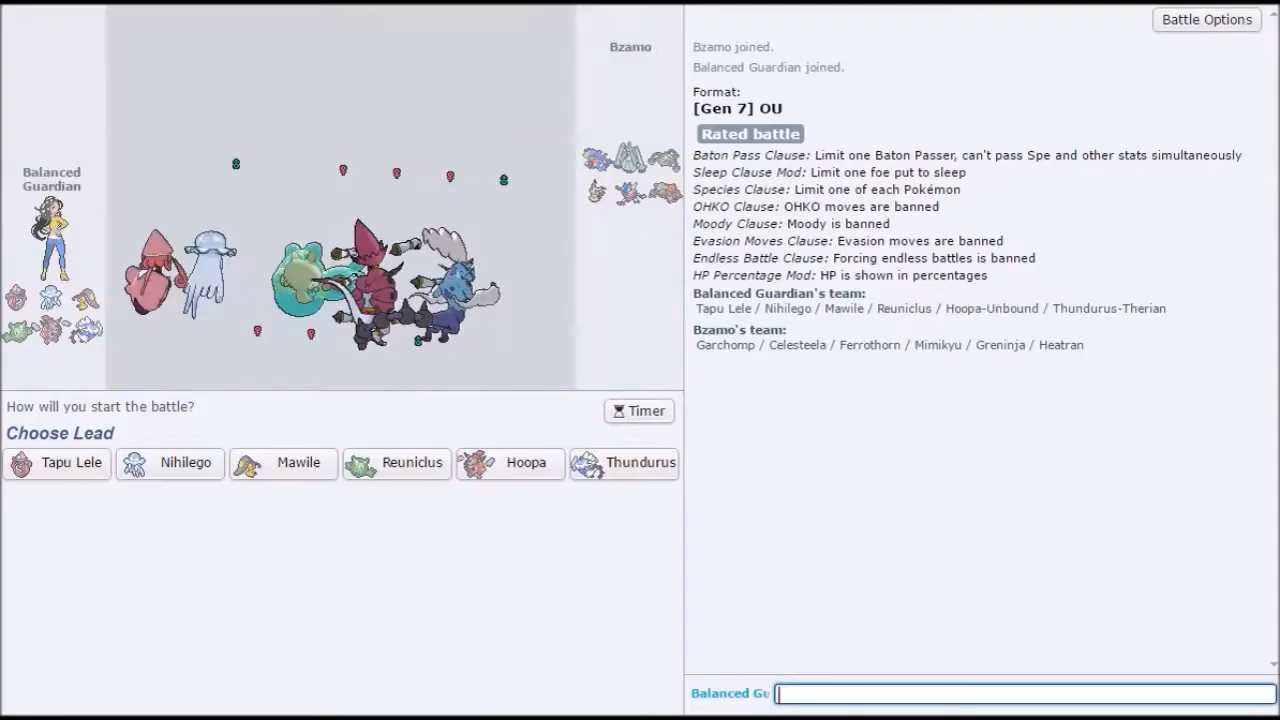 Battle Options
Bzamo
Bzamo joined.
Balanced Guardian joined.
Format:
[Gen 7] OU
Rated battle
Baton Pass Clause: Limit one Baton Passer, can't pass Spe and other stats simultaneously
Sleep Clause Mod: Limit one foe put to sleep
Species Clause: Limit one of each Pokémon
OHKO Clause: OHKO moves are banned
Moody Clause: Moody is banned
Evasion Moves Clause: Evasion moves are banned
Endless Battle Clause: Forcing endless battles is banned
HP Percentage Mod: HP is shown in percentages
Balanced Guardian's team:
Tapu Lele / Nihilego / Mawile / Reuniclus / Hoopa-Unbound / Thundurus-Therian
Bzamo's team:
Garchomp / Celesteela / Ferrothorn / Mimikyu / Greninja / Heatran
Balanced
Guardian
How will you start the battle?
Timer
Choose Lead
Tapu Lele
Nihilego
Mawile
Reuniclus
Hoopa
Thundurus
Balanced Gu